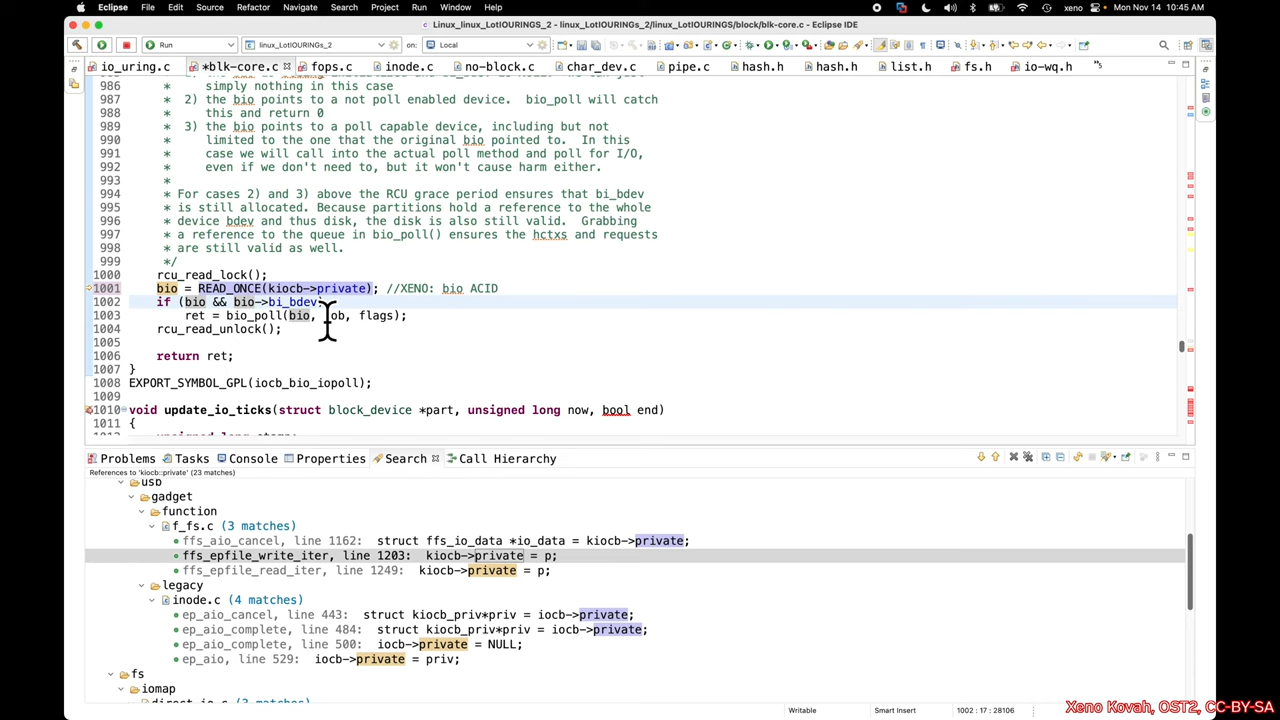 Eclipse File Edit Source Refactor Navigate Search Project Run Window Help xeno Mon Nov 14 10:45 AM
Linux_linux_LotIOURINGS_2 - linux_LotIOURINGs_2/linux_LotIOURINGS/block/blk-core.c - Eclipse IDE
Run linux_LotIOURINGs_2 on: Local
io_uring.c *blk-core.c fops.c inode.c no-block.c char_dev.c pipe.c hash.h hash.h list.h fs.h io-wq.h
986 * simply nothing in this case
987 * 2) the bio points to a not poll enabled device. bio_poll will catch
988 * this and return 0
989 * 3) the bio points to a poll capable device, including but not
990 * limited to the one that the original bio pointed to. In this
991 * case we will call into the actual poll method and poll for I/O,
992 * even if we don't need to, but it won't cause harm either.
993 *
994 * For cases 2) and 3) above the RCU grace period ensures that bi_bdev
995 * is still allocated. Because partitions hold a reference to the whole
996 * device bdev and thus disk, the disk is also still valid. Grabbing
997 * a reference to the queue in bio_poll() ensures the hctxs and requests
998 * are still valid as well.
999 */
1000 rcu_read_lock();
1001 bio = READ_ONCE(kiocb->private); //XENO: bio ACID
1002 if (bio && bio->bi_bdev
1003 ret = bio_poll(bio, ob, flags);
1004 rcu_read_unlock();
1005
1006 return ret;
1007 }
1008 EXPORT_SYMBOL_GPL(iocb_bio_iopoll);
1009
1010 void update_io_ticks(struct block_device *part, unsigned long now, bool end)
1011 {
Problems Tasks Console Properties Search Call Hierarchy
References to 'kiocb::private' (23 matches)
usb
gadget
function
f_fs.c (3 matches)
ffs_aio_cancel, line 1162: struct ffs_io_data *io_data = kiocb->private;
ffs_epfile_write_iter, line 1203: kiocb->private = p;
ffs_epfile_read_iter, line 1249: kiocb->private = p;
legacy
inode.c (4 matches)
ep_aio_cancel, line 443: struct kiocb_priv*priv = iocb->private;
ep_aio_complete, line 484: struct kiocb_priv*priv = iocb->private;
ep_aio_complete, line 500: iocb->private = NULL;
ep_aio, line 529: iocb->private = priv;
fs
iomap
direct_io.c (3 matches)
Xeno Kovah, OST2, CC-BY-SA
Writable Smart Insert 1002 : 17 : 28106